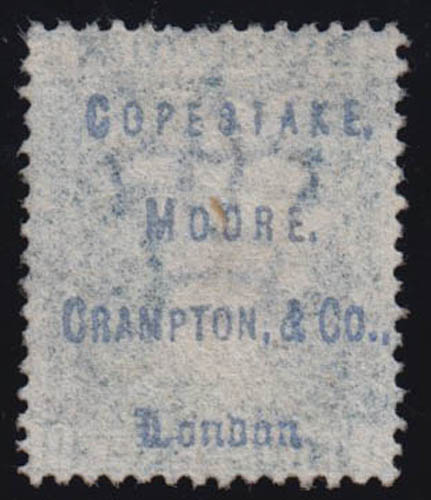 COPESTAKE,
MOORE.
CRAMPTON, & CO.,
London.